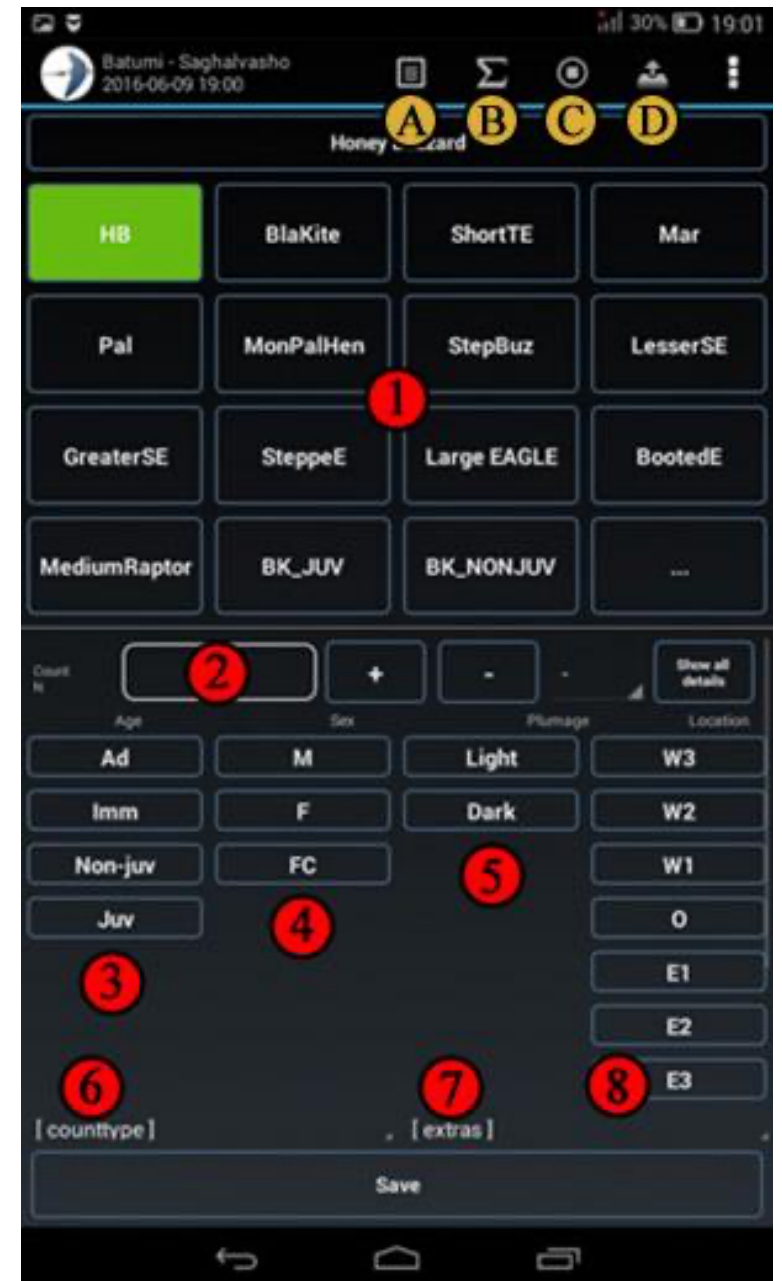 30% 19:01
Batumi - Saghalvasho
2016-06-09 19:00
Σ
A B C D
Honey zard
HB BlaKite ShortTE Mar
Pal MonPalHen StepBuz LesserSE
1
GreaterSE SteppeE Large EAGLE BootedE
MediumRaptor BK_JUV BK_NONJUV ...
Count
N
2 + - - Show all
details
Age Sex Plumage Location
Ad M Light W3
Imm F Dark W2
Non-juv FC W1
5
Juv O
4
3 E1
E2
6 7 8 E3
[ counttype ] [ extras ]
Save